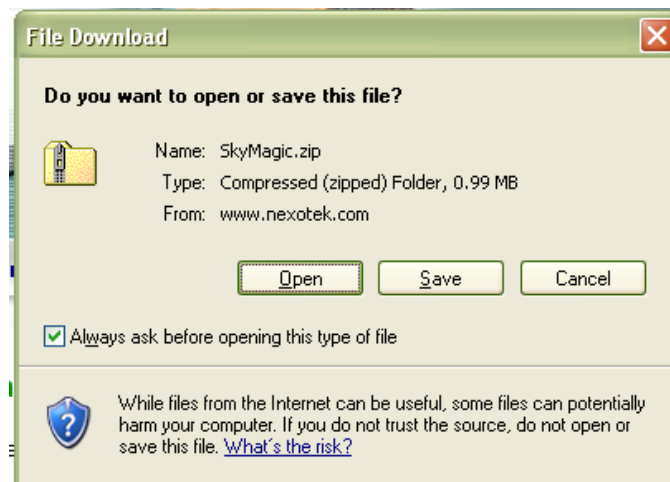 File Download
Do you want to open or save this file?
Name: SkyMagic.zip
Type: Compressed (zipped) Folder, 0.99 MB
From: www.nexotek.com
Open Save Cancel
Always ask before opening this type of file
While files from the Internet can be useful, some files can potentially
harm your computer. If you do not trust the source, do not open or
save this file. What's the risk?